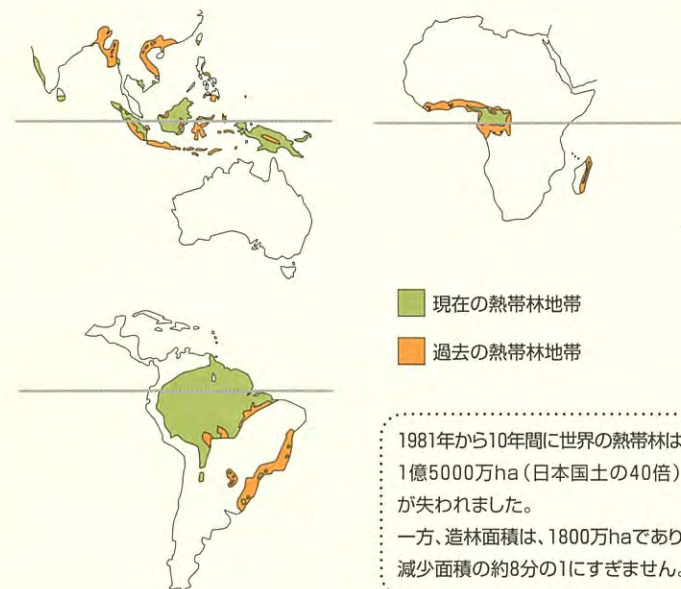 現在の熱帯林地帯
過去の熱帯林地帯
1981年から10年間に世界の熱帯林は
1億5000万ha(日本国土の40倍)
が失われました。
一方、造林面積は、1800万haであり
減少面積の約8分の1にすぎません。